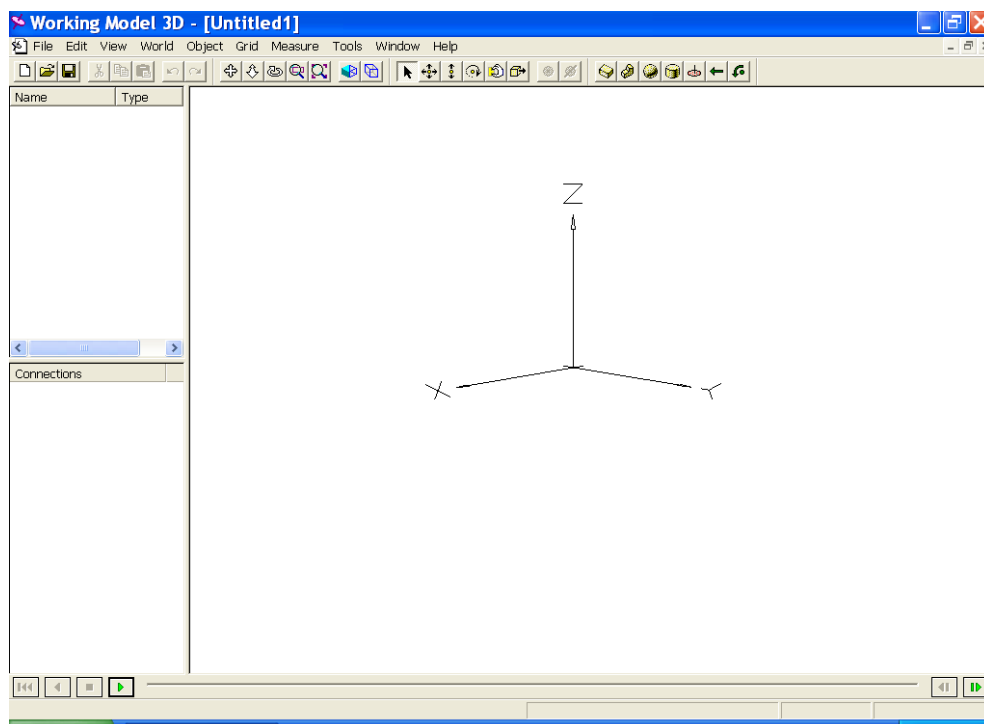 Working Model 3D - [Untitled1]
File Edit View World Object Grid Measure Tools Window Help
Name Type
Z
X Y
Connections